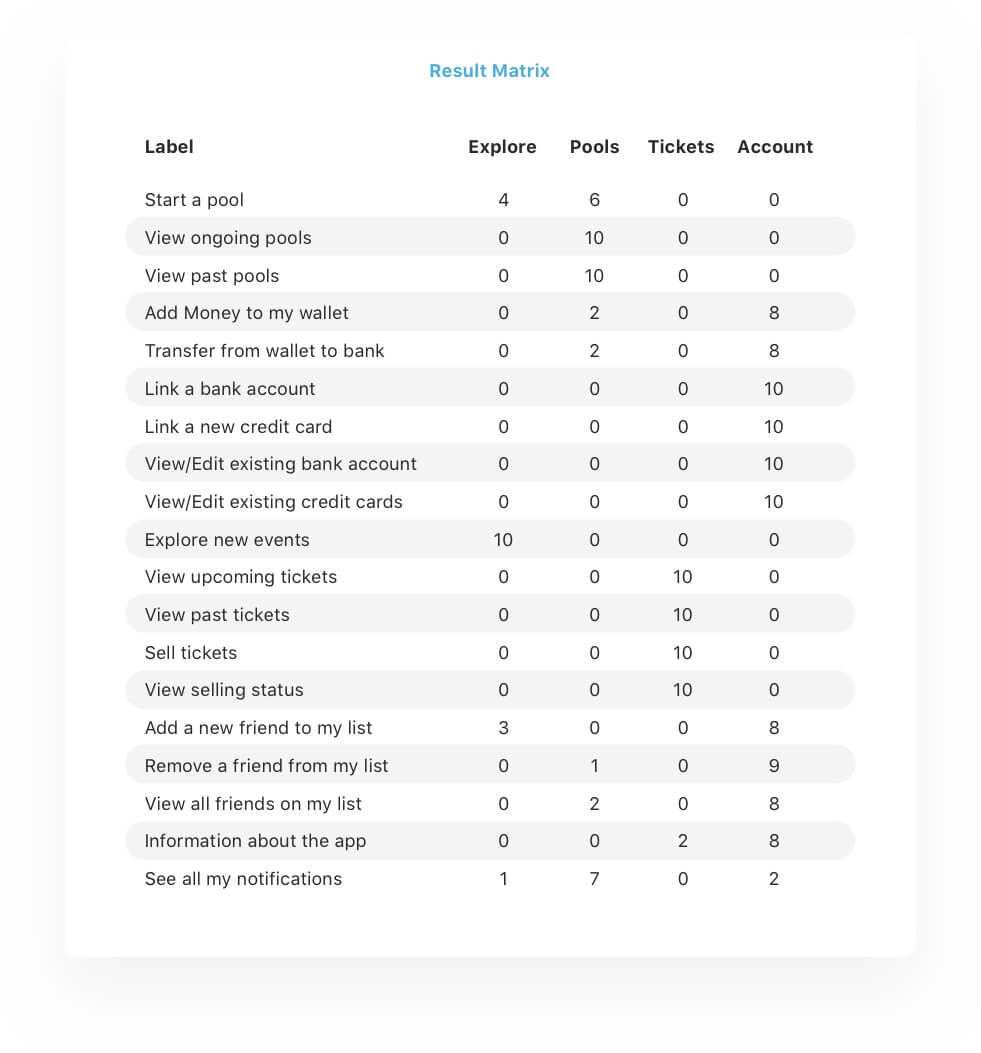 Result Matrix
Label Explore Pools Tickets Account
Start a pool 4 6 0 0
View ongoing pools 0 10 0 0
View past pools 0 10 0 0
Add Money to my wallet 0 2 0 8
Transfer from wallet to bank 0 2 0 8
Link a bank account 0 0 0 10
Link a new credit card 0 0 0 10
View/Edit existing bank account 0 0 0 10
View/Edit existing credit cards 0 0 0 10
Explore new events 10 0 0 0
View upcoming tickets 0 0 10 0
View past tickets 0 0 10 0
Sell tickets 0 0 10 0
View selling status 0 0 10 0
Add a new friend to my list 3 0 0 8
Remove a friend from my list 0 1 0 9
View all friends on my list 0 2 0 8
Information about the app 0 0 2 8
See all my notifications 1 7 0 2